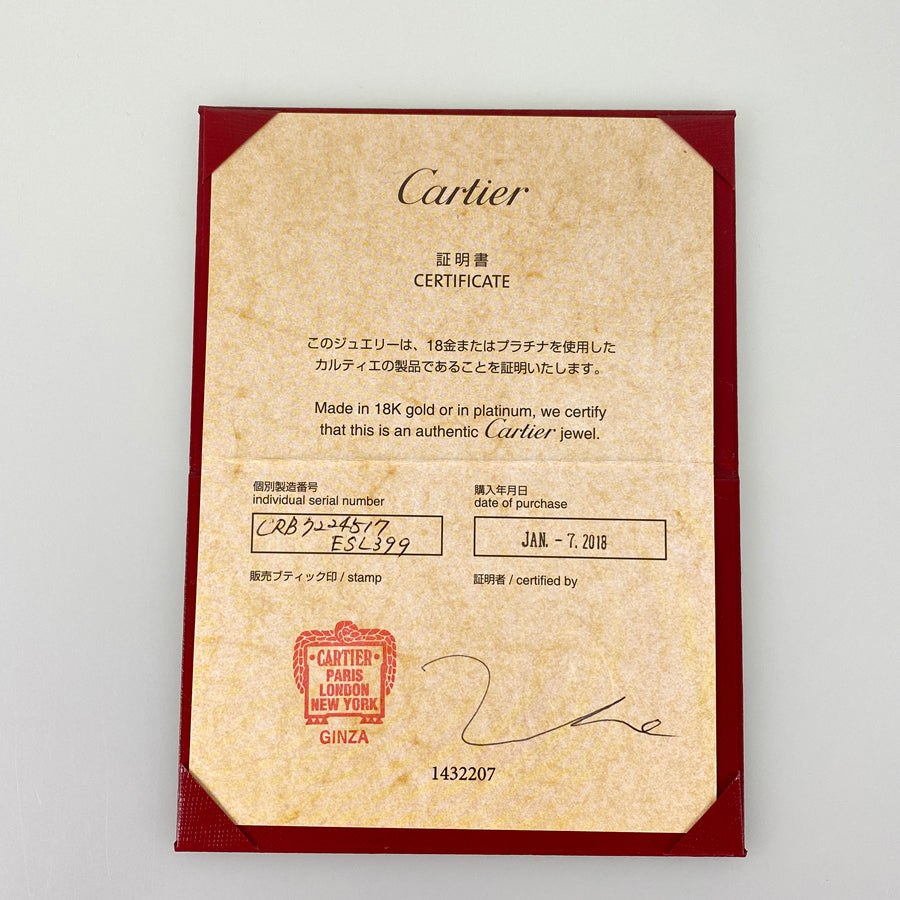 Cartier
証明書
CERTIFICATE
このジュエリーは、18金またはプラチナを使用した
カルティエの製品であることを証明いたします。
Made in 18K gold or in platinum, we certify
that this is an authentic Cartier jewel.
個別製造番号
individual serial number
CRB7224517
ESL399
購入年月日
date of purchase
JAN. - 7. 2018
販売ブティック印 / stamp
証明者 / certified by
・CARTIER・
PARIS
LONDON
NEW YORK
GINZA
1432207